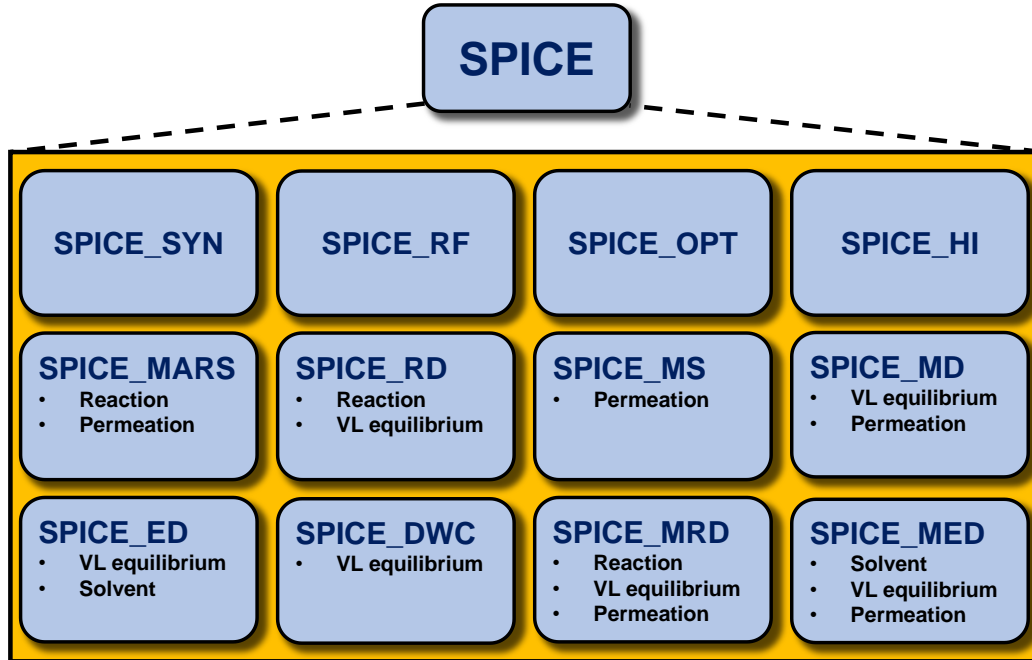 SPICE
SPICE_SYN
SPICE_RF
SPICE_OPT
SPICE_HI
SPICE_MARS
• Reaction
• Permeation
SPICE_RD
• Reaction
• VL equilibrium
SPICE_MS
• Permeation
SPICE_MD
• VL equilibrium
• Permeation
SPICE_ED
• VL equilibrium
• Solvent
SPICE_DWC
• VL equilibrium
SPICE_MRD
• Reaction
• VL equilibrium
• Permeation
SPICE_MED
• Solvent
• VL equilibrium
• Permeation